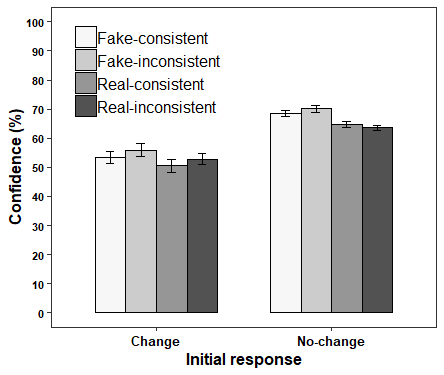 100
90
80
70
60
50
40
30
20
10
0
Confidence (%)
Fake-consistent
Fake-inconsistent
Real-consistent
Real-inconsistent
Change No-change
Initial response